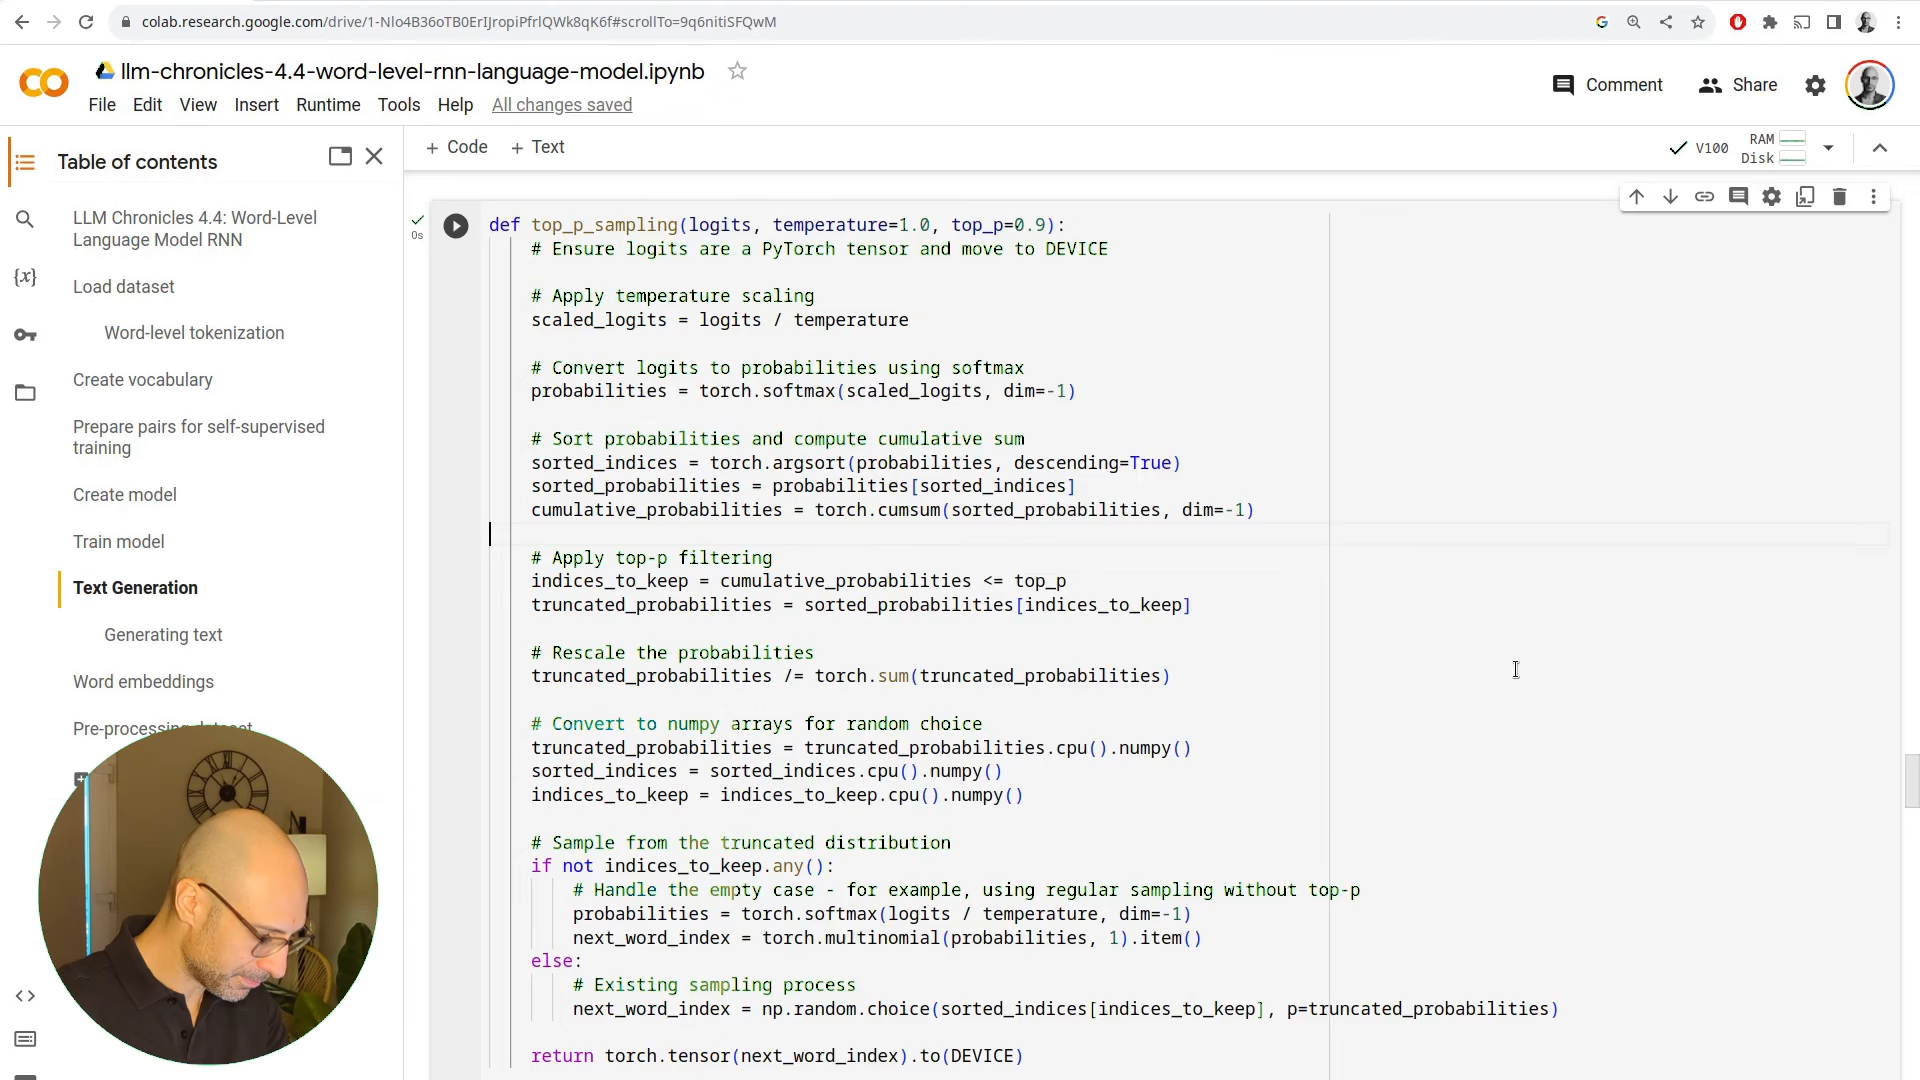 colab.research.google.com/drive/1-Nlo4B36oTB0ErIJropiPfrlQWk8qK6f#scrollTo=9q6nitiSFQwM
llm-chronicles-4.4-word-level-rnn-language-model.ipynb
File Edit View Insert Runtime Tools Help All changes saved
Comment Share
Table of contents
+ Code + Text
V100 RAM Disk
LLM Chronicles 4.4: Word-Level
Language Model RNN
Load dataset
Word-level tokenization
Create vocabulary
Prepare pairs for self-supervised
training
Create model
Train model
Text Generation
Generating text
Word embeddings
Pre-processing dataset
{x}
0s
def top_p_sampling(logits, temperature=1.0, top_p=0.9):
# Ensure logits are a PyTorch tensor and move to DEVICE
# Apply temperature scaling
scaled_logits = logits / temperature
# Convert logits to probabilities using softmax
probabilities = torch.softmax(scaled_logits, dim=-1)
# Sort probabilities and compute cumulative sum
sorted_indices = torch.argsort(probabilities, descending=True)
sorted_probabilities = probabilities[sorted_indices]
cumulative_probabilities = torch.cumsum(sorted_probabilities, dim=-1)
# Apply top-p filtering
indices_to_keep = cumulative_probabilities <= top_p
truncated_probabilities = sorted_probabilities[indices_to_keep]
# Rescale the probabilities
truncated_probabilities /= torch.sum(truncated_probabilities)
# Convert to numpy arrays for random choice
truncated_probabilities = truncated_probabilities.cpu().numpy()
sorted_indices = sorted_indices.cpu().numpy()
indices_to_keep = indices_to_keep.cpu().numpy()
# Sample from the truncated distribution
if not indices_to_keep.any():
# Handle the empty case - for example, using regular sampling without top-p
probabilities = torch.softmax(logits / temperature, dim=-1)
next_word_index = torch.multinomial(probabilities, 1).item()
else:
# Existing sampling process
next_word_index = np.random.choice(sorted_indices[indices_to_keep], p=truncated_probabilities)
return torch.tensor(next_word_index).to(DEVICE)